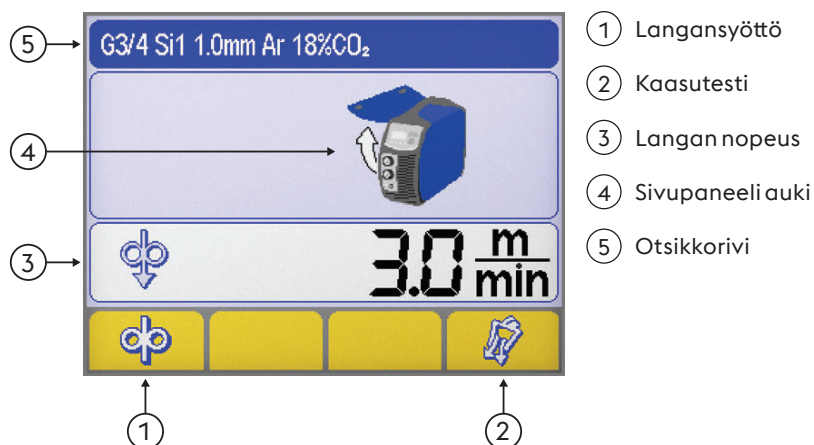 5 G3/4 Si1 1.0mm Ar 18%CO₂
4
3 3.0 m
min
1 2
1 Langansyöttö
2 Kaasutesti
3 Langan nopeus
4 Sivupaneeli auki
5 Otsikkorivi